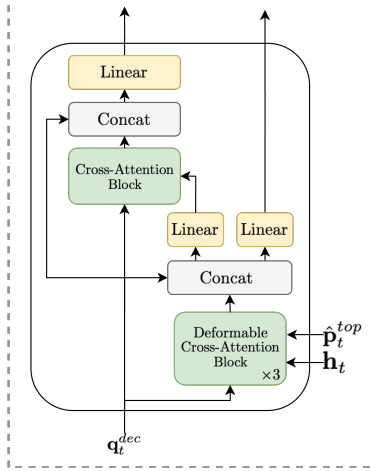 Linear
Concat
Cross-Attention
Block
Linear
Linear
Concat
Deformable
Cross-Attention
Block
×3
p̂_t^{top}
h_t
q_t^{dec}